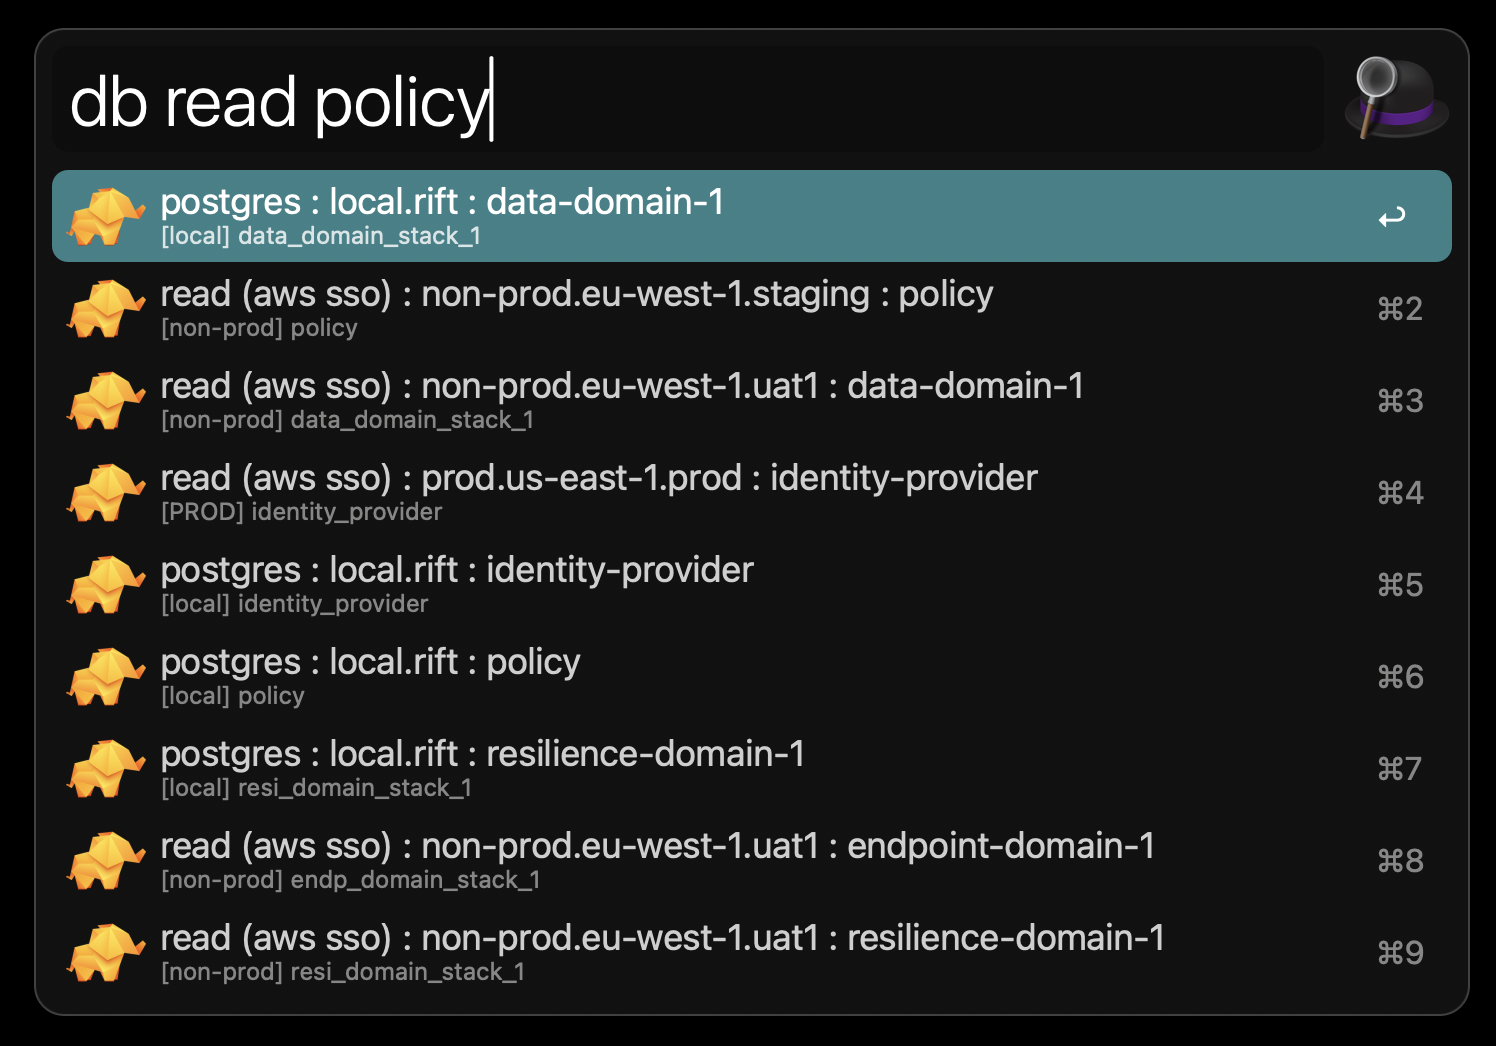 db read policy
postgres : local.rift : data-domain-1
[local] data_domain_stack_1
↩
read (aws sso) : non-prod.eu-west-1.staging : policy
[non-prod] policy
⌘2
read (aws sso) : non-prod.eu-west-1.uat1 : data-domain-1
[non-prod] data_domain_stack_1
⌘3
read (aws sso) : prod.us-east-1.prod : identity-provider
[PROD] identity_provider
⌘4
postgres : local.rift : identity-provider
[local] identity_provider
⌘5
postgres : local.rift : policy
[local] policy
⌘6
postgres : local.rift : resilience-domain-1
[local] resi_domain_stack_1
⌘7
read (aws sso) : non-prod.eu-west-1.uat1 : endpoint-domain-1
[non-prod] endp_domain_stack_1
⌘8
read (aws sso) : non-prod.eu-west-1.uat1 : resilience-domain-1
[non-prod] resi_domain_stack_1
⌘9